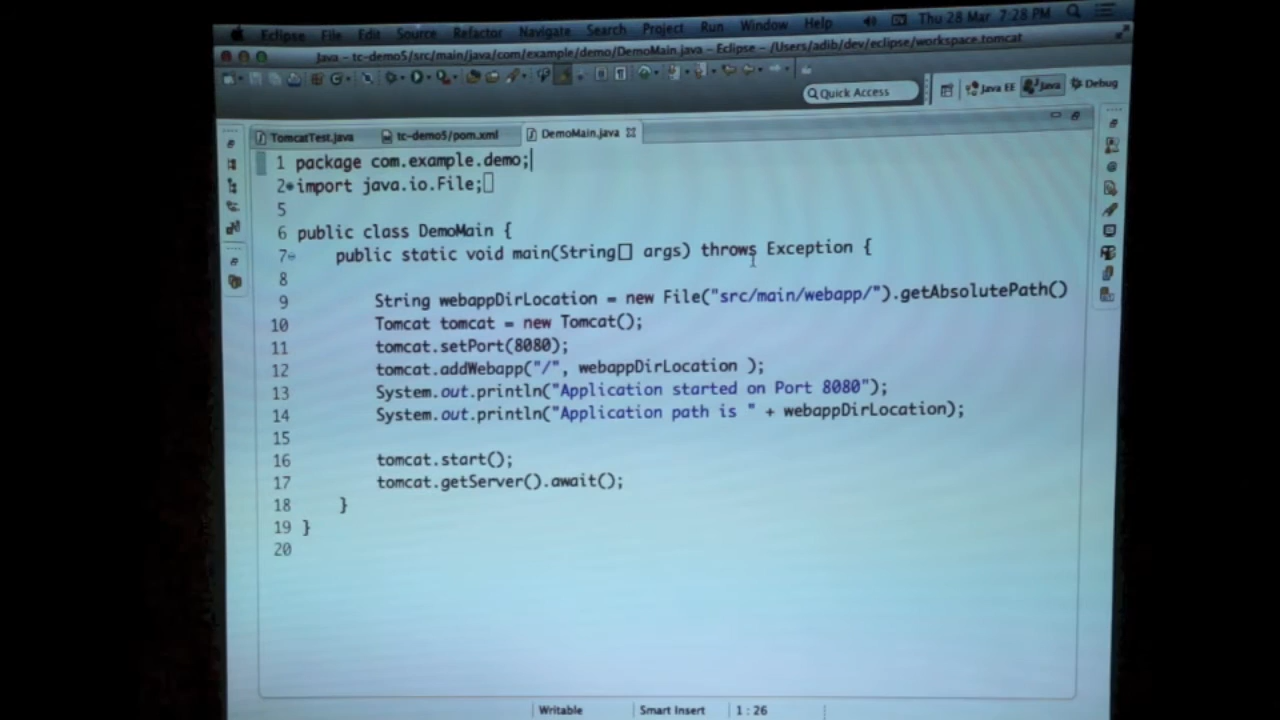 Eclipse File Edit Source Refactor Navigate Search Project Run Window Help Thu 28 Mar 7:28 PM
Java – tc-demo5/src/main/java/com/example/demo/DemoMain.java – Eclipse – /Users/adib/dev/eclipse/workspace.tomcat
Quick Access Java EE Java Debug
TomcatTest.java tc-demo5/pom.xml DemoMain.java
1 package com.example.demo;
2 import java.io.File;
5
6 public class DemoMain {
7 public static void main(String[] args) throws Exception {
8
9 String webappDirLocation = new File("src/main/webapp/").getAbsolutePath()
10 Tomcat tomcat = new Tomcat();
11 tomcat.setPort(8080);
12 tomcat.addWebapp("/", webappDirLocation );
13 System.out.println("Application started on Port 8080");
14 System.out.println("Application path is " + webappDirLocation);
15
16 tomcat.start();
17 tomcat.getServer().await();
18 }
19 }
20
Writable Smart Insert 1 : 26